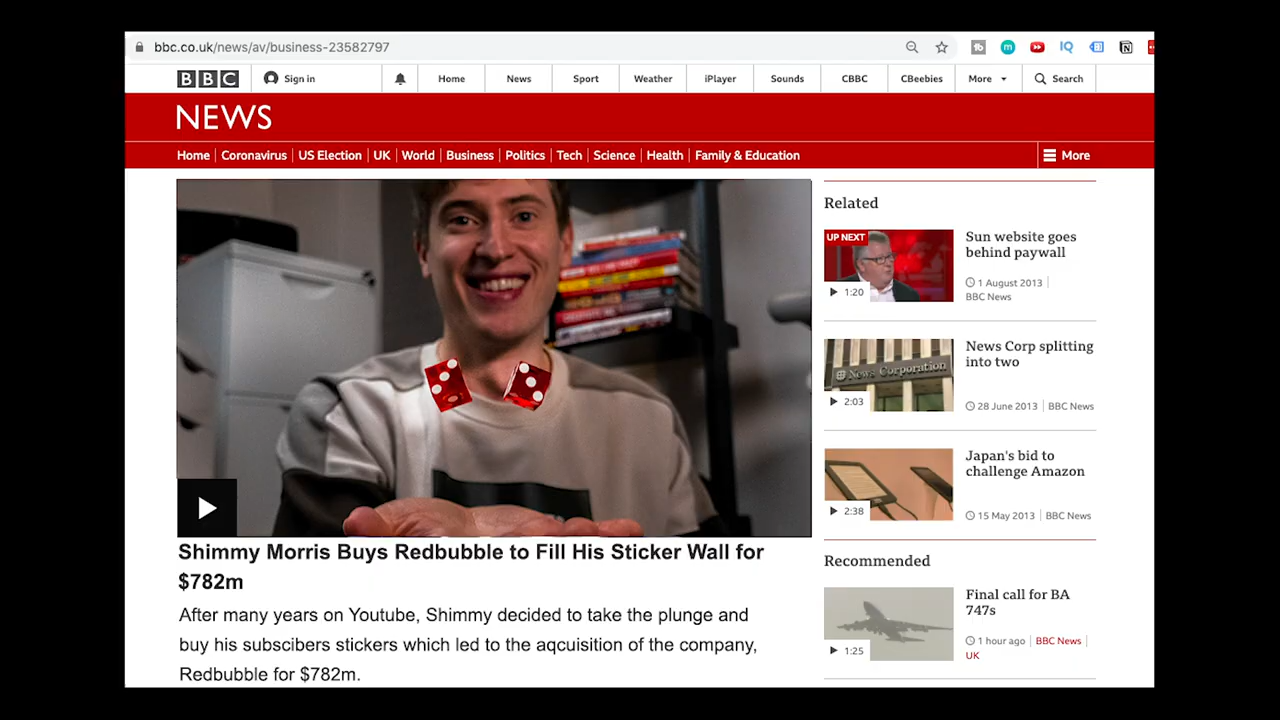 bbc.co.uk/news/av/business-23582797
BBC Sign in Home News Sport Weather iPlayer Sounds CBBC CBeebies More Search
NEWS
Home Coronavirus US Election UK World Business Politics Tech Science Health Family & Education More
Shimmy Morris Buys Redbubble to Fill His Sticker Wall for
$782m
After many years on Youtube, Shimmy decided to take the plunge and
buy his subscibers stickers which led to the aqcuisition of the company,
Redbubble for $782m.
Related
UP NEXT
1:20
Sun website goes
behind paywall
1 August 2013
BBC News
News Corporation
2:03
News Corp splitting
into two
28 June 2013 BBC News
2:38
Japan's bid to
challenge Amazon
15 May 2013 BBC News
Recommended
1:25
Final call for BA
747s
1 hour ago BBC News
UK